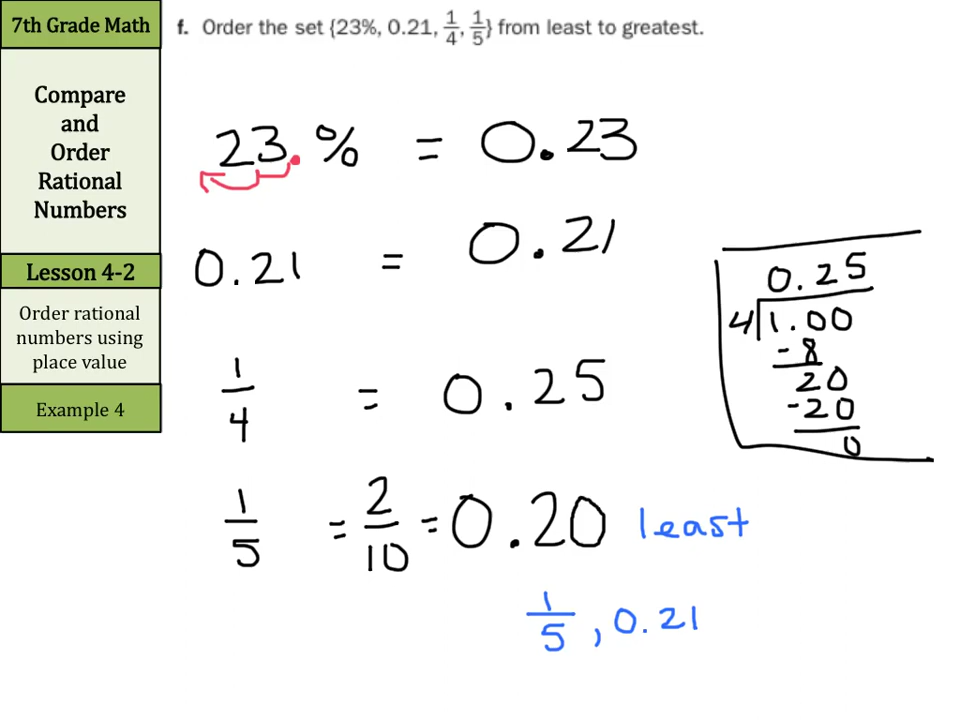 7th Grade Math
Compare
and
Order
Rational
Numbers
Lesson 4-2
Order rational
numbers using
place value
Example 4
f. Order the set {23%, 0.21, 1/4, 1/5} from least to greatest.
23.% = 0.23
0.21 = 0.21
1/4 = 0.25
1/5 = 2/10 = 0.20 least
1/5, 0.21
0.25
4 1.00
-8
20
-20
0